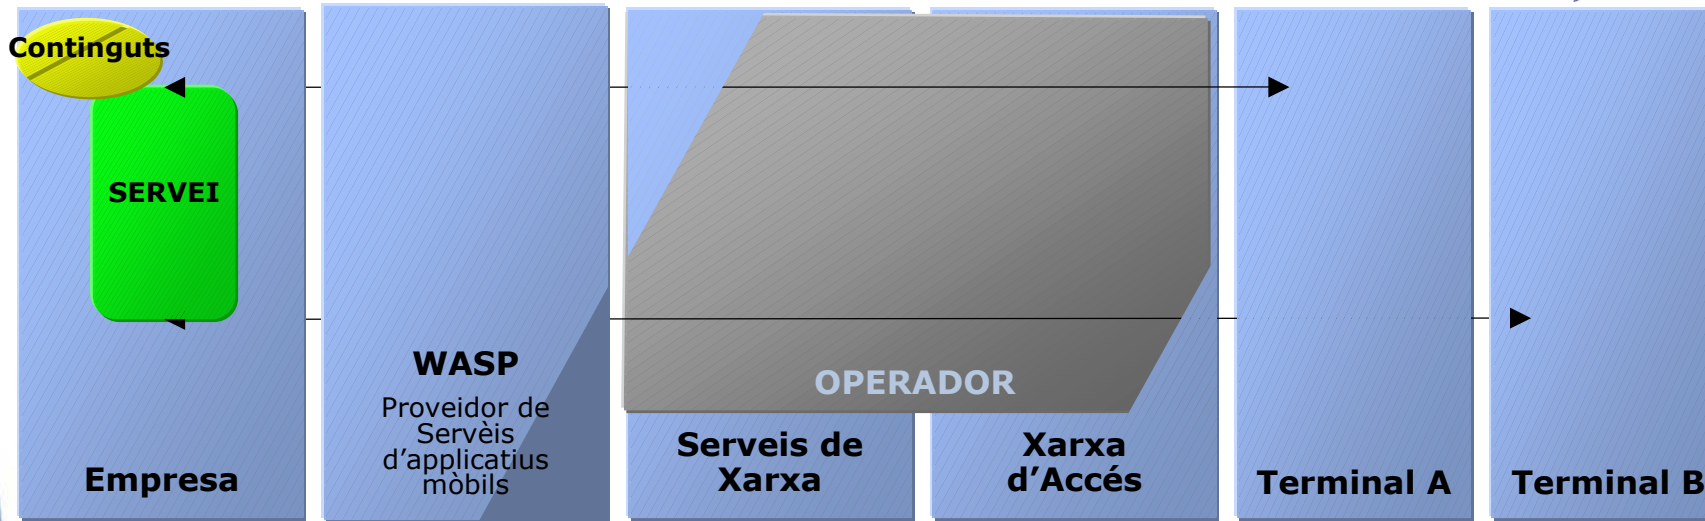 Continguts
SERVEI
Empresa
WASP
Proveidor de
Servèis
d’applicatius
mòbils
OPERADOR
Serveis de
Xarxa
Xarxa
d’Accés
Terminal A
Terminal B